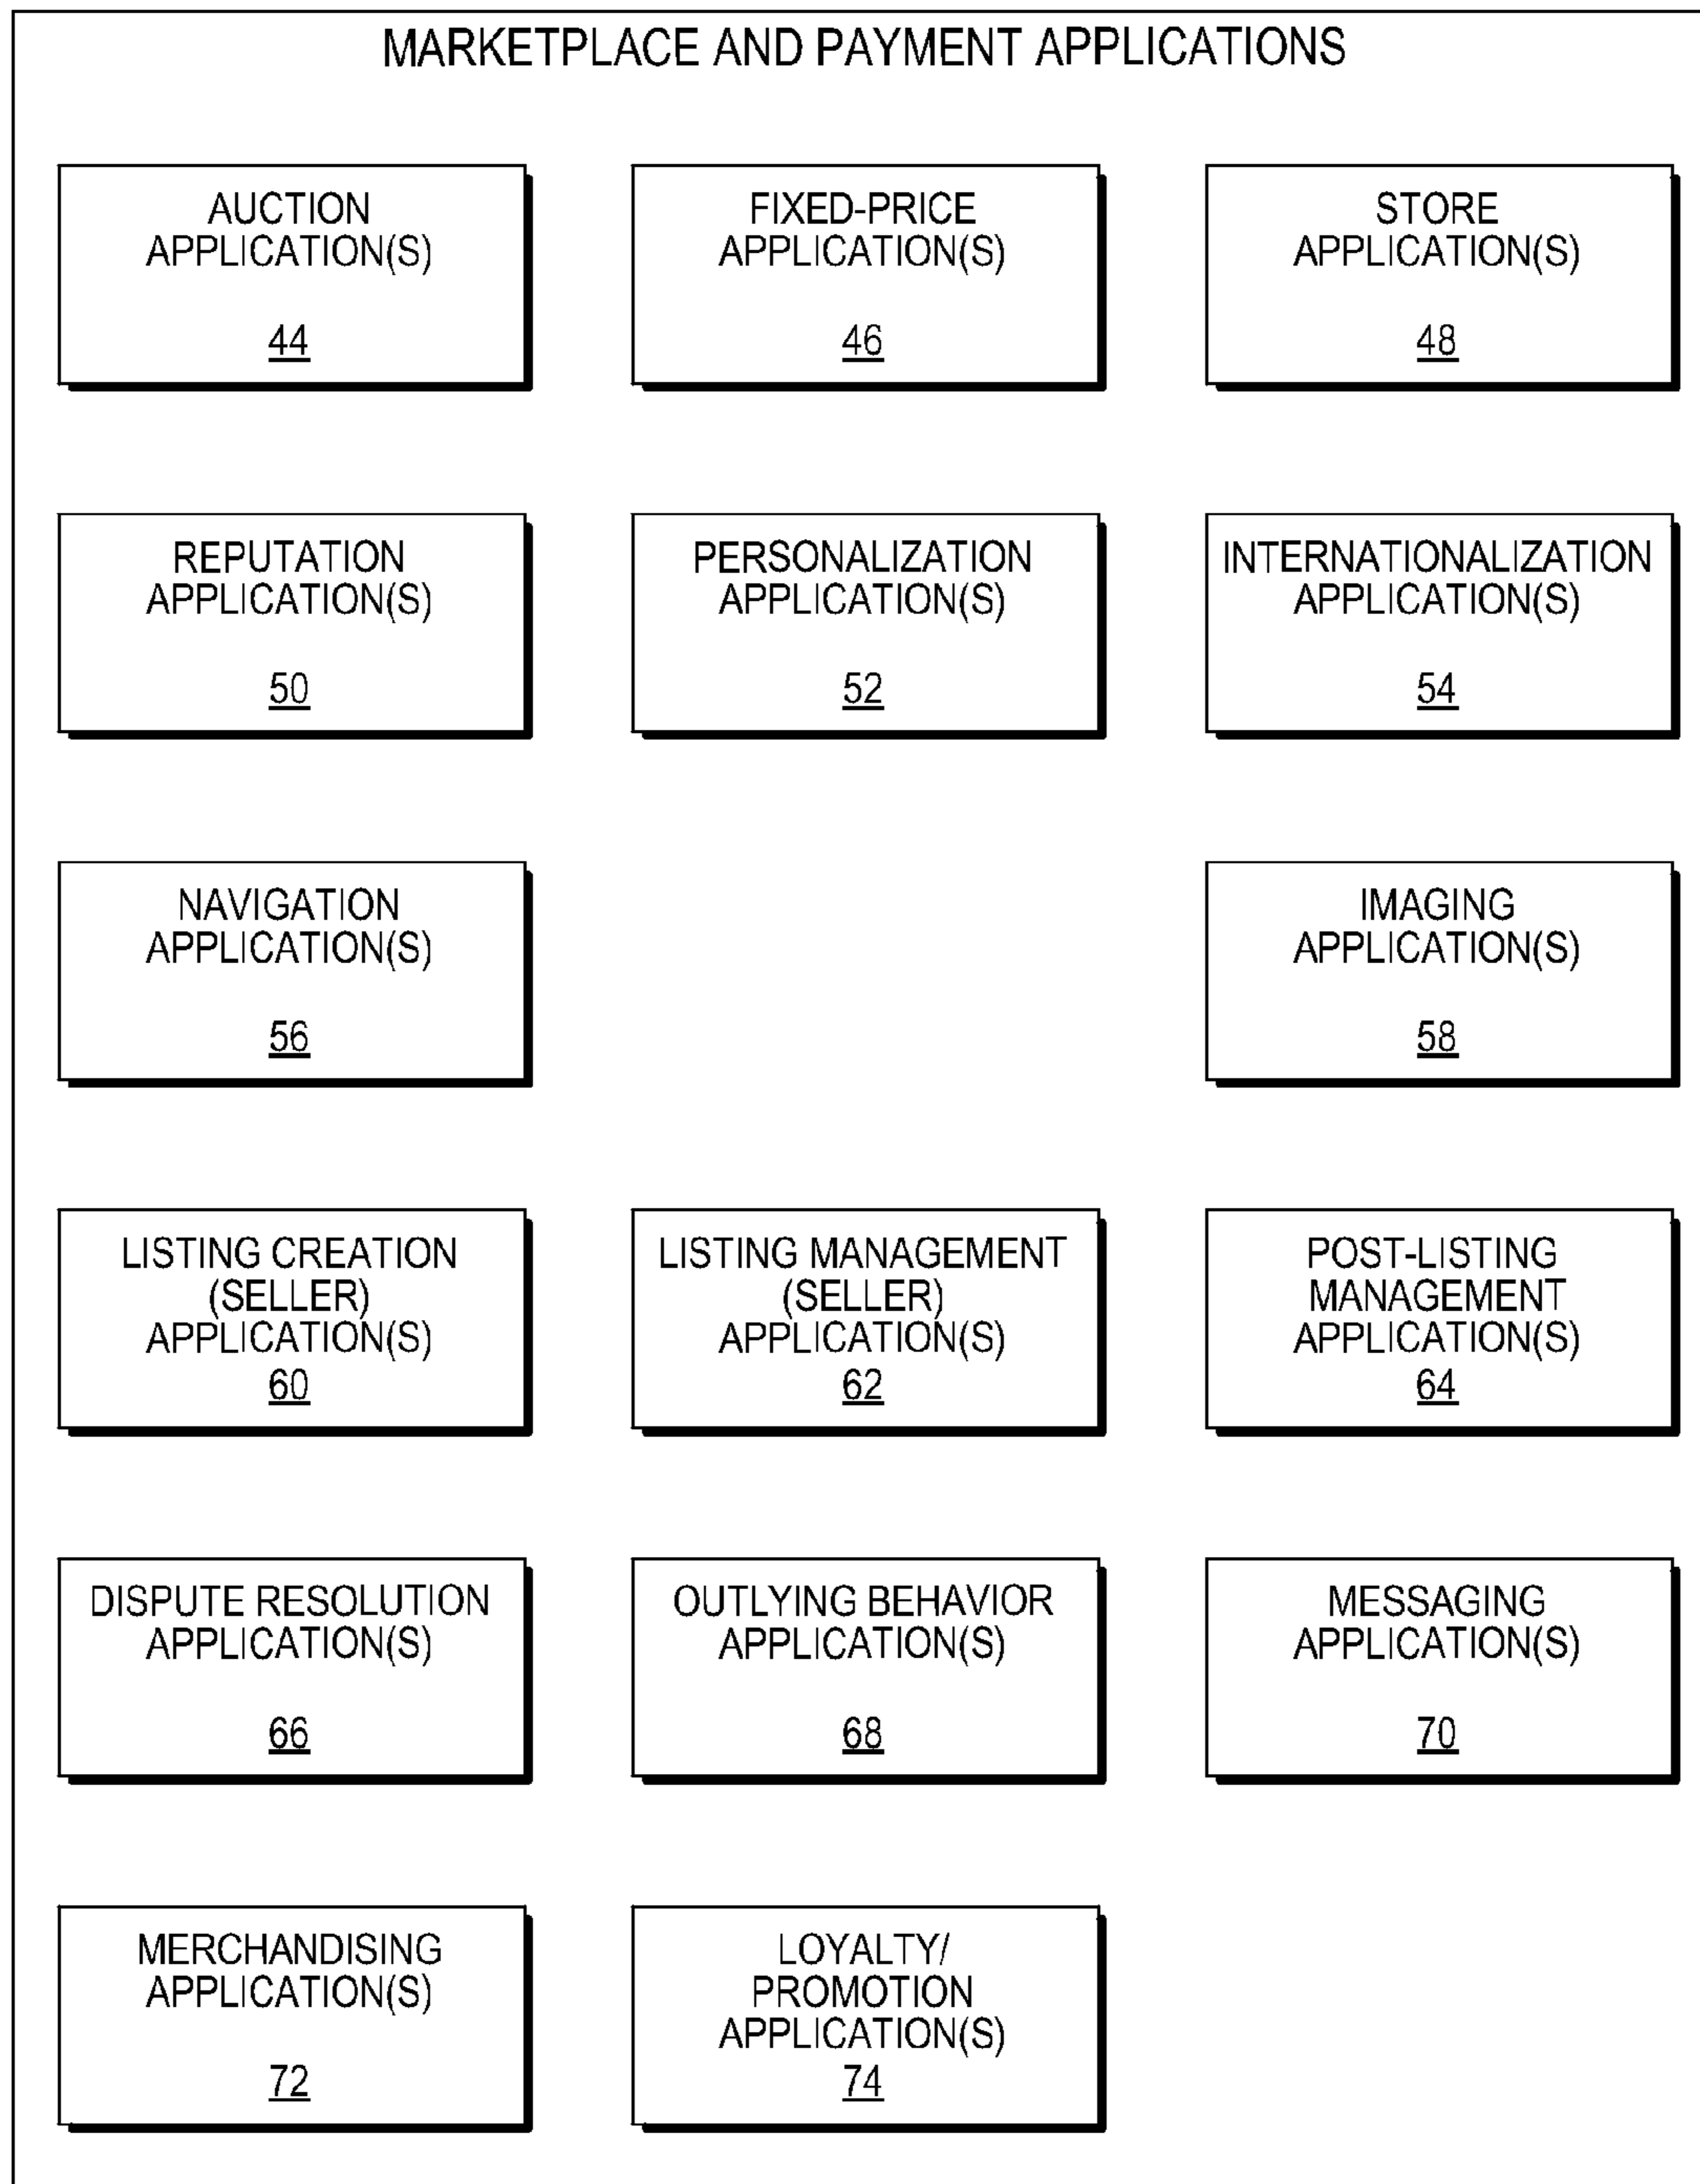 MARKETPLACE AND PAYMENT APPLICATIONS
AUCTION
APPLICATION(S)
44
FIXED-PRICE
APPLICATION(S)
46
STORE
APPLICATION(S)
48
REPUTATION
APPLICATION(S)
50
PERSONALIZATION
APPLICATION(S)
52
INTERNATIONALIZATION
APPLICATION(S)
54
NAVIGATION
APPLICATION(S)
56
IMAGING
APPLICATION(S)
58
LISTING CREATION
(SELLER)
APPLICATION(S)
60
LISTING MANAGEMENT
(SELLER)
APPLICATION(S)
62
POST-LISTING
MANAGEMENT
APPLICATION(S)
64
DISPUTE RESOLUTION
APPLICATION(S)
66
OUTLYING BEHAVIOR
APPLICATION(S)
68
MESSAGING
APPLICATION(S)
70
MERCHANDISING
APPLICATION(S)
72
LOYALTY/
PROMOTION
APPLICATION(S)
74